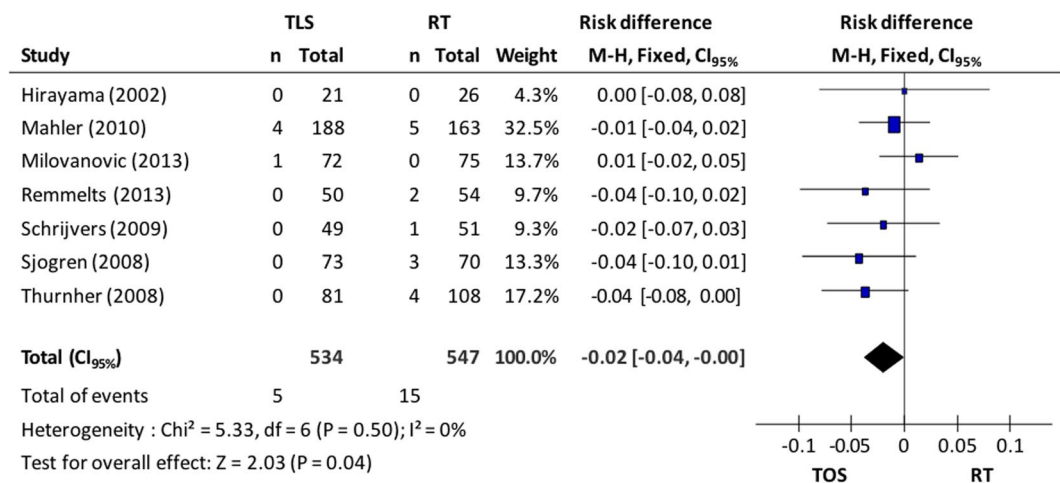 TLS RT Risk difference Risk difference
Study n Total n Total Weight M-H, Fixed, CI95% M-H, Fixed, CI95%
Hirayama (2002) 0 21 0 26 4.3% 0.00 [-0.08, 0.08]
Mahler (2010) 4 188 5 163 32.5% -0.01 [-0.04, 0.02]
Milovanovic (2013) 1 72 0 75 13.7% 0.01 [-0.02, 0.05]
Remmelts (2013) 0 50 2 54 9.7% -0.04 [-0.10, 0.02]
Schrijvers (2009) 0 49 1 51 9.3% -0.02 [-0.07, 0.03]
Sjogren (2008) 0 73 3 70 13.3% -0.04 [-0.10, 0.01]
Thurnher (2008) 0 81 4 108 17.2% -0.04 [-0.08, 0.00]
Total (CI95%) 534 547 100.0% -0.02 [-0.04, -0.00]
Total of events 5 15
Heterogeneity : Chi² = 5.33, df = 6 (P = 0.50); I² = 0%
Test for overall effect: Z = 2.03 (P = 0.04)
-0.1 -0.05 0 0.05 0.1
TOS RT